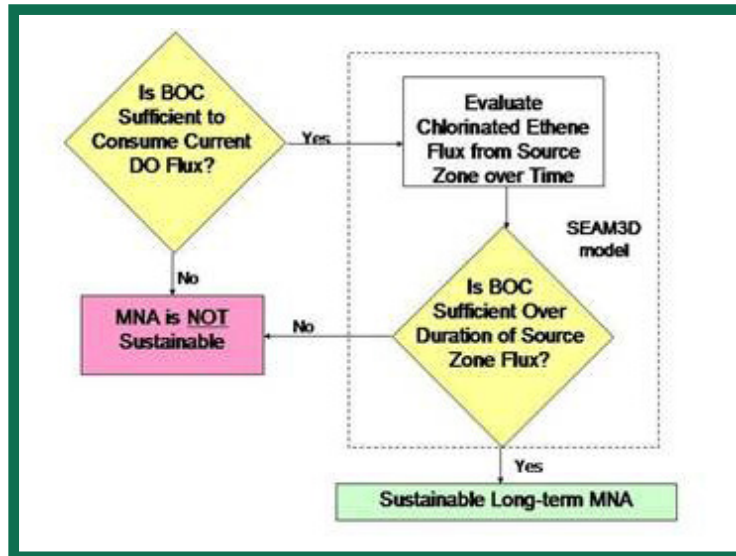 Is BOC
Sufficient to
Consume Current
DO Flux?
Yes
Evaluate
Chlorinated Ethene
Flux from Source
Zone over Time
SEAM3D
model
No
MNA is NOT
Sustainable
No
Is BOC
Sufficient Over
Duration of Source
Zone Flux?
Yes
Sustainable Long-term MNA